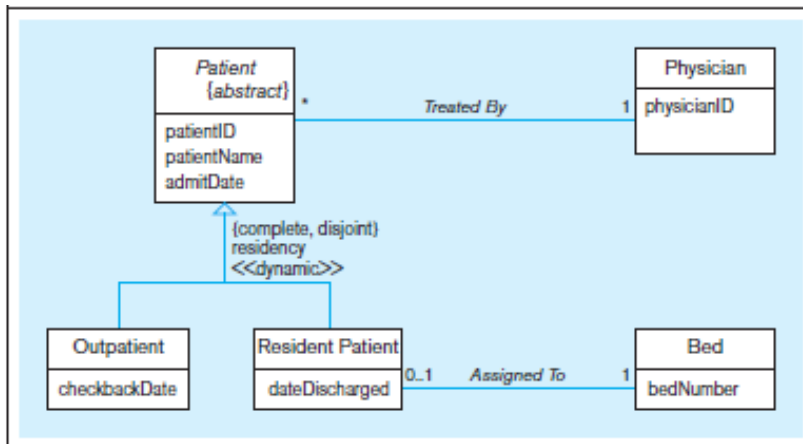 Patient
{abstract}
patientID
patientName
admitDate
*
Treated By
1
Physician
physicianID
{complete, disjoint}
residency
<<dynamic>>
Outpatient
checkbackDate
Resident Patient
dateDischarged
0..1
Assigned To
1
Bed
bedNumber